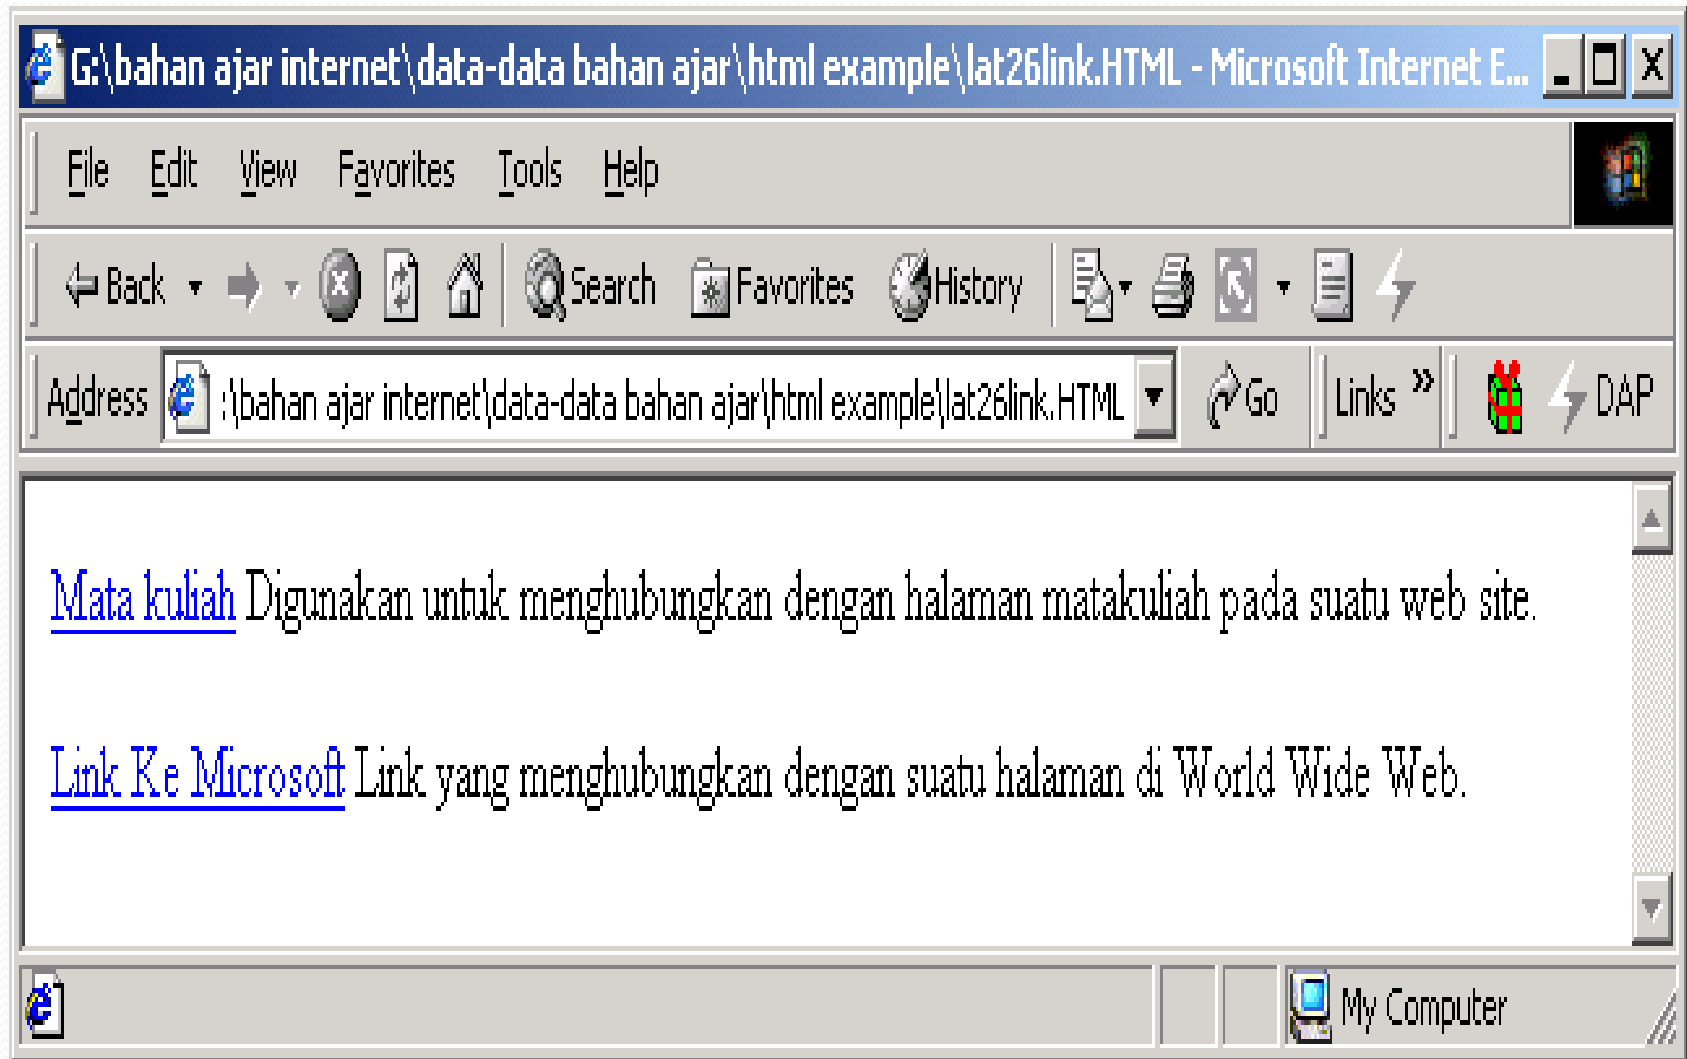 G:\bahan ajar internet\data-data bahan ajar\html example\lat26link.HTML - Microsoft Internet E...
File Edit View Favorites Tools Help
Back Search Favorites History
Address :\bahan ajar internet\data-data bahan ajar\html example\lat26link.HTML Go Links » DAP
Mata kuliah Digunakan untuk menghubungkan dengan halaman matakuliah pada suatu web site.
Link Ke Microsoft Link yang menghubungkan dengan suatu halaman di World Wide Web.
My Computer